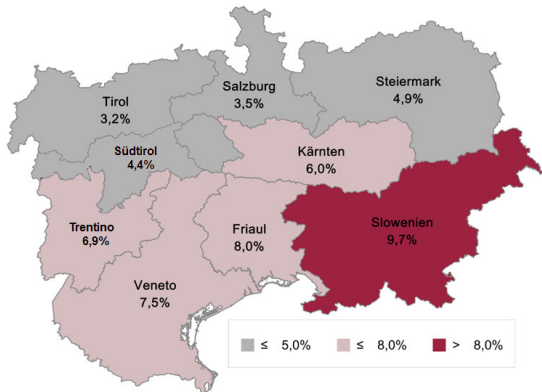 Salzburg
3,5%
Steiermark
4,9%
Tirol
3,2%
Südtirol
4,4%
Kärnten
6,0%
Trentino
6,9%
Friaul
8,0%
Slowenien
9,7%
Veneto
7,5%
≤ 5,0% ≤ 8,0% > 8,0%